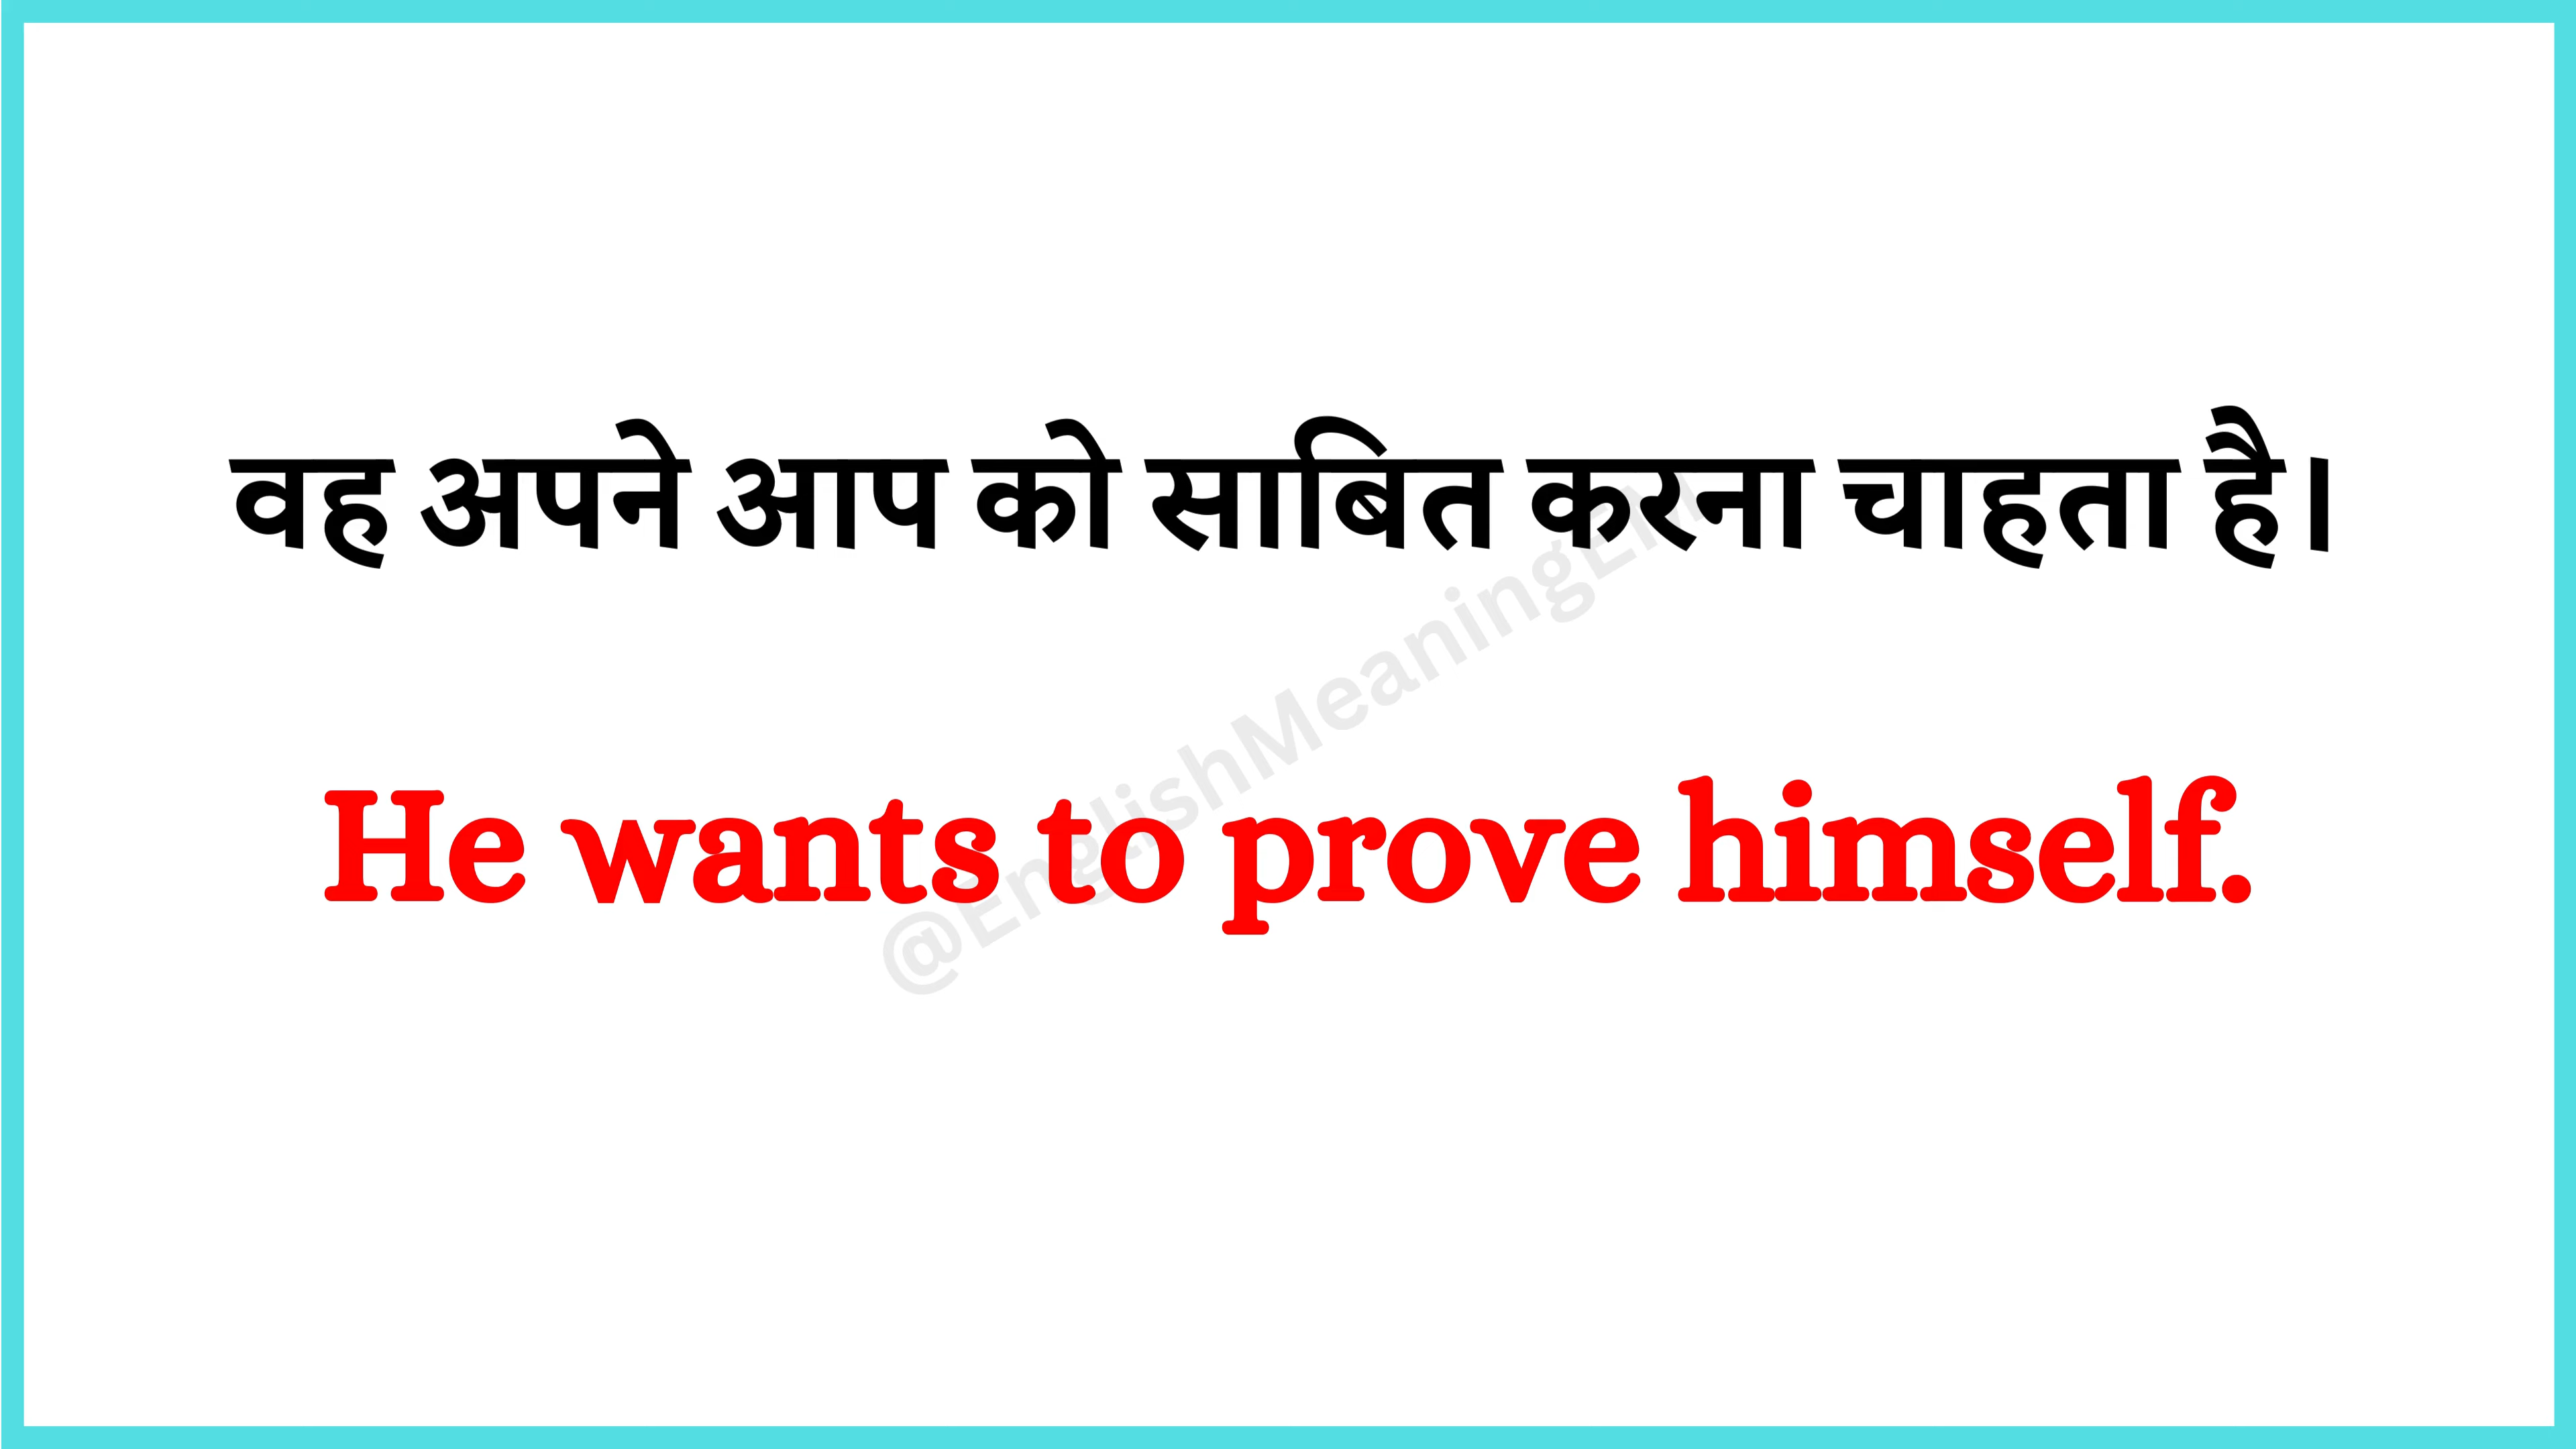 वह अपने आप को साबित करना चाहता है।
He wants to prove himself.
@EnglishMeaningEM